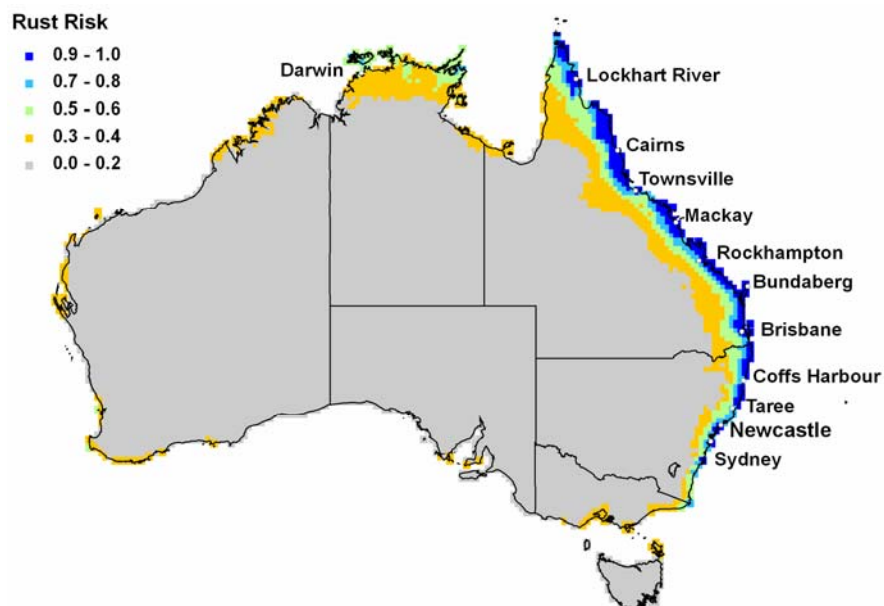 Rust Risk
0.9 - 1.0
0.7 - 0.8
0.5 - 0.6
0.3 - 0.4
0.0 - 0.2
Darwin
Lockhart River
Cairns
Townsville
Mackay
Rockhampton
Bundaberg
Brisbane
Coffs Harbour
Taree
Newcastle
Sydney